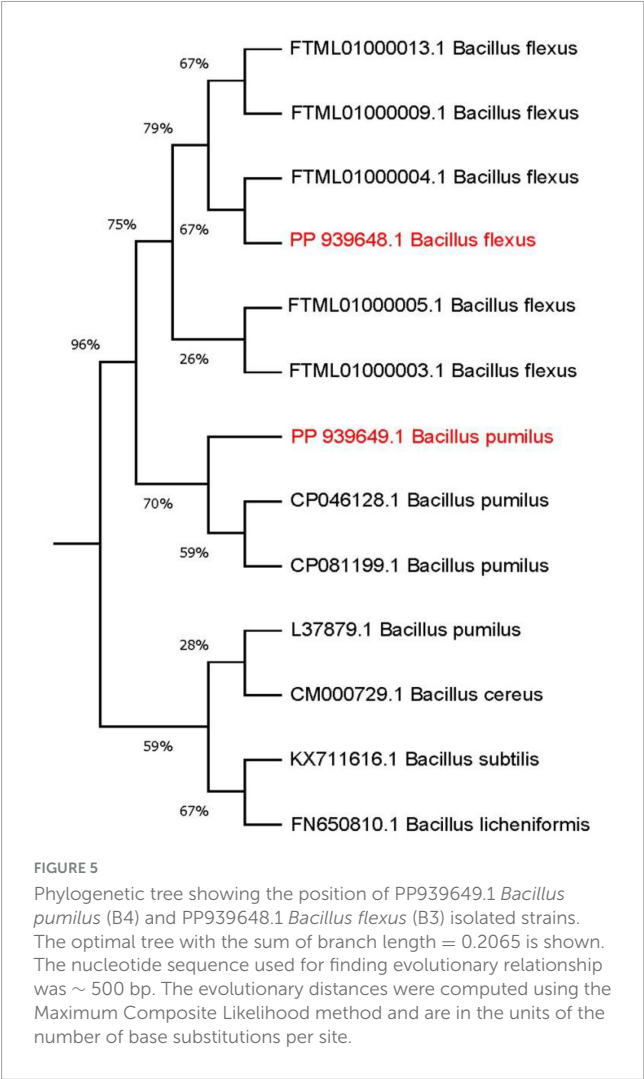 67%
FTML01000013.1 Bacillus flexus
FTML01000009.1 Bacillus flexus
79%
FTML01000004.1 Bacillus flexus
75%
67%
PP 939648.1 Bacillus flexus
FTML01000005.1 Bacillus flexus
96%
26%
FTML01000003.1 Bacillus flexus
PP 939649.1 Bacillus pumilus
70%
CP046128.1 Bacillus pumilus
59%
CP081199.1 Bacillus pumilus
L37879.1 Bacillus pumilus
28%
CM000729.1 Bacillus cereus
59%
KX711616.1 Bacillus subtilis
67%
FN650810.1 Bacillus licheniformis
FIGURE 5
Phylogenetic tree showing the position of PP939649.1 Bacillus
pumilus (B4) and PP939648.1 Bacillus flexus (B3) isolated strains.
The optimal tree with the sum of branch length = 0.2065 is shown.
The nucleotide sequence used for finding evolutionary relationship
was ~ 500 bp. The evolutionary distances were computed using the
Maximum Composite Likelihood method and are in the units of the
number of base substitutions per site.